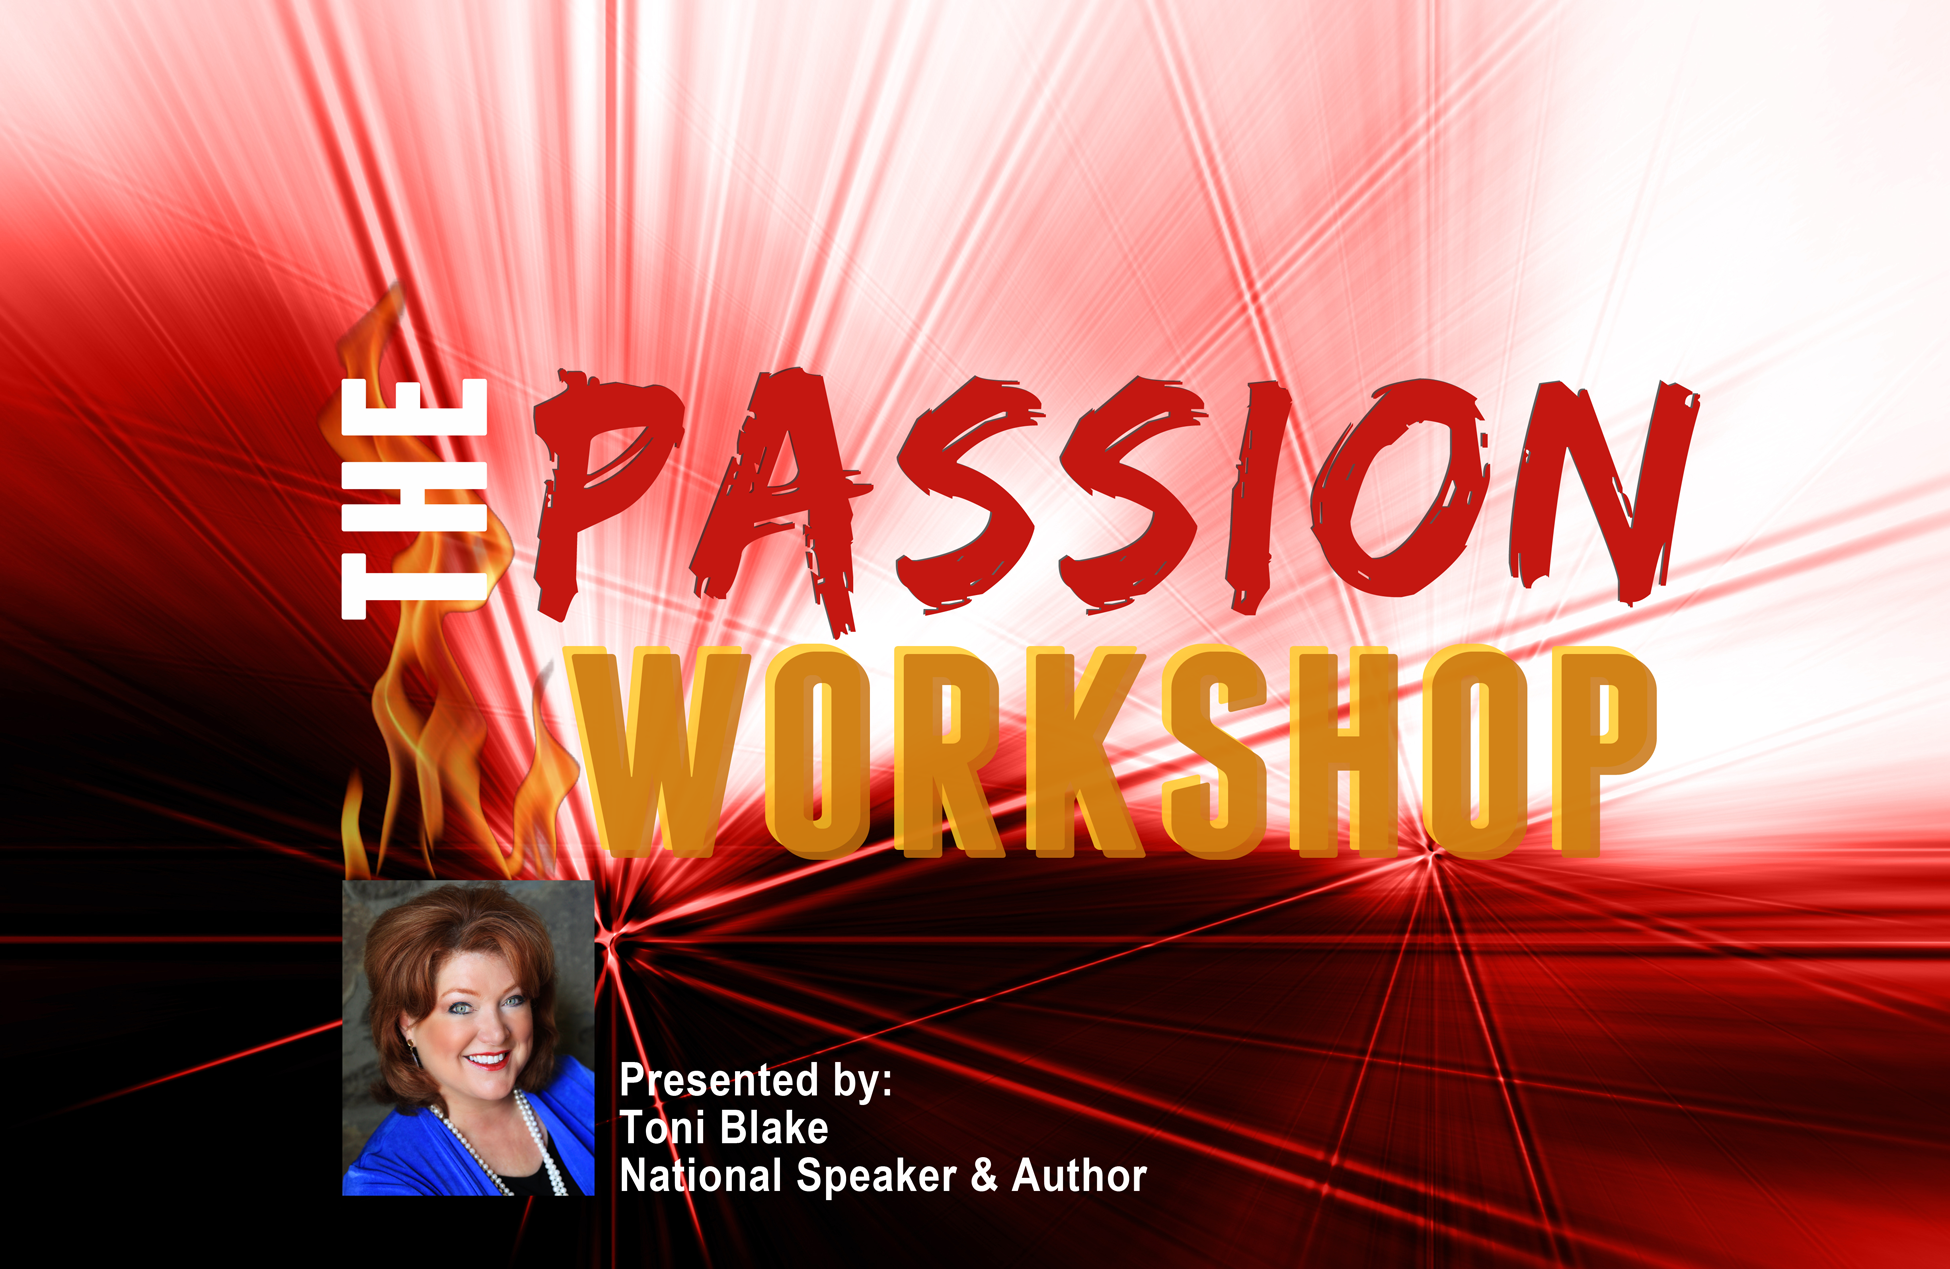 THE
PASSION
WORKSHOP
Presented by:
Toni Blake
National Speaker & Author